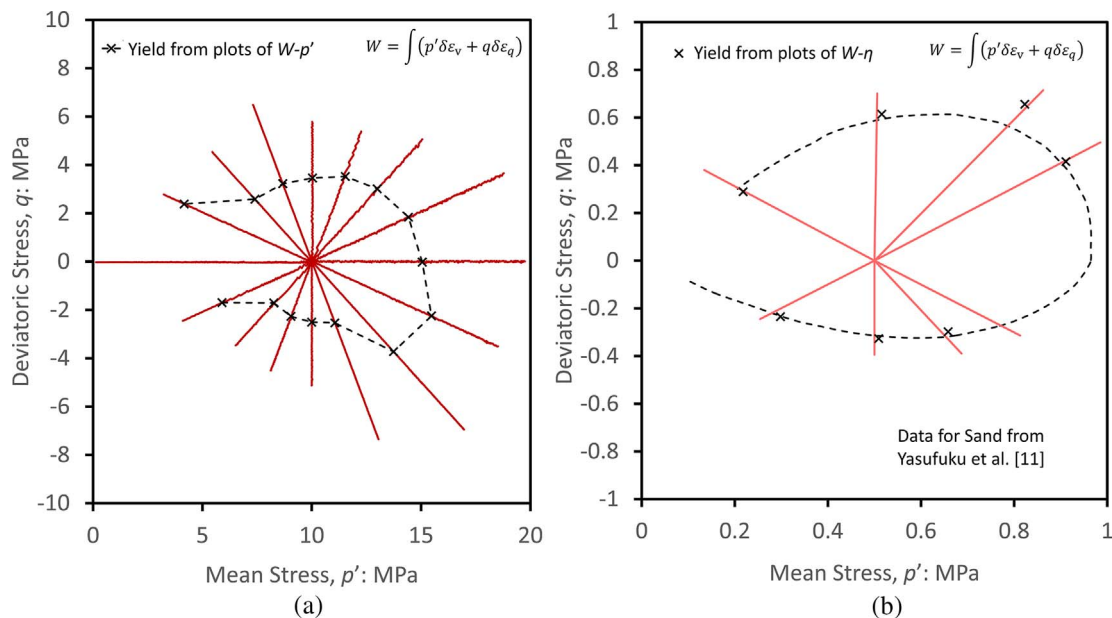 10
8
6
4
2
0
-2
-4
-6
-8
-10
Deviatoric Stress, q: MPa
Yield from plots of W-p'
W = ∫(p'δεv + qδεq)
0
5
10
15
20
Mean Stress, p': MPa
(a)
1
0.8
0.6
0.4
0.2
0
-0.2
-0.4
-0.6
-0.8
-1
Deviatoric Stress, q: MPa
Yield from plots of W-η
W = ∫(p'δεv + qδεq)
Data for Sand from
Yasufuku et al. [11]
0
0.2
0.4
0.6
0.8
1
Mean Stress, p': MPa
(b)